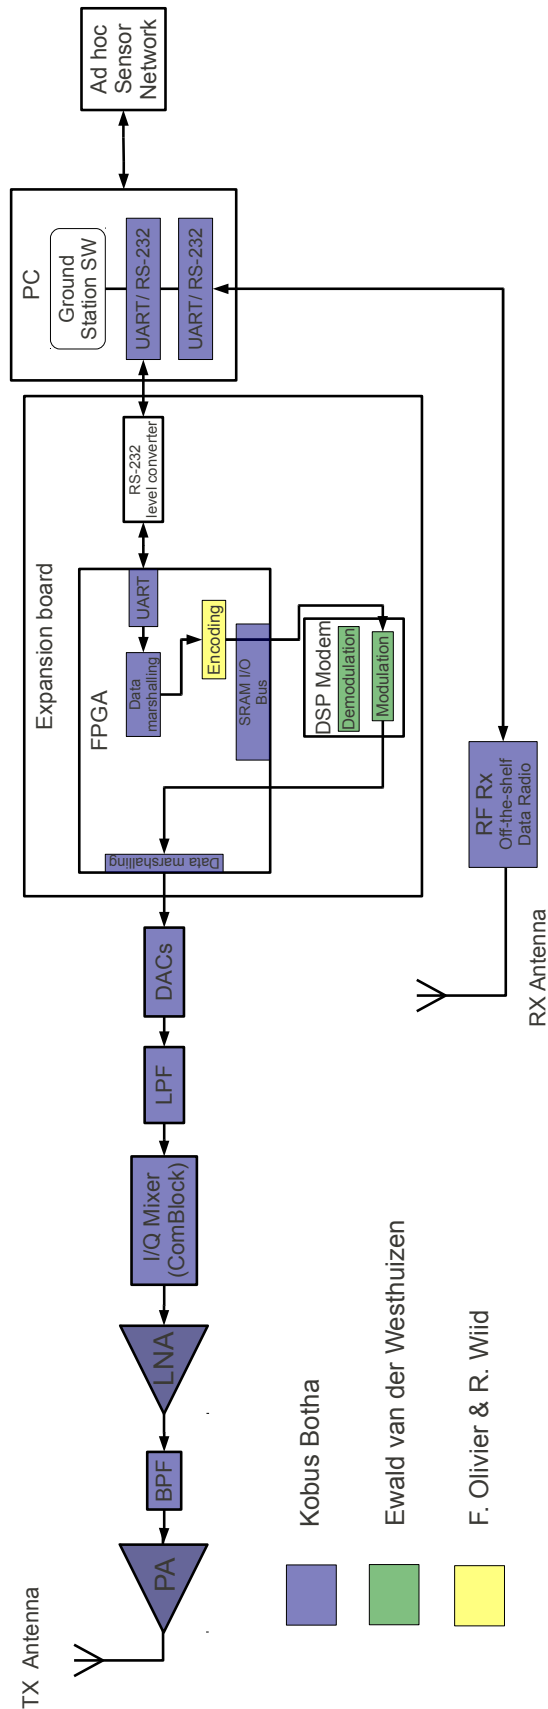 TX Antenna
PA
BPF
LNA
I/Q Mixer
(ComBlock)
LPF
DACs
Expansion board
FPGA
Data marshalling
Data
marshalling
UART
Encoding
SRAM I/O
Bus
DSP Modem
Demodulation
Modulation
RS-232
level converter
PC
Ground
Station SW
UART/ RS-232
UART/ RS-232
Ad hoc
Sensor
Network
RX Antenna
RF Rx
Off-the-shelf
Data Radio
Kobus Botha
Ewald van der Westhuizen
F. Olivier & R. Wiid